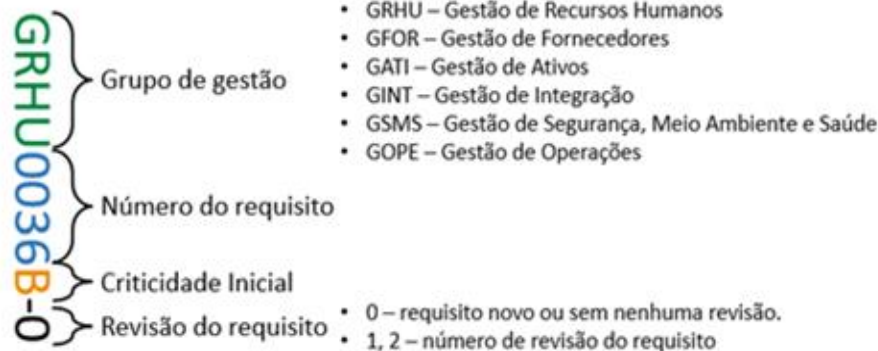 GRHU0036B-0
Grupo de gestão
• GRHU – Gestão de Recursos Humanos
• GFOR – Gestão de Fornecedores
• GATI – Gestão de Ativos
• GINT – Gestão de Integração
• GSMS – Gestão de Segurança, Meio Ambiente e Saúde
• GOPE – Gestão de Operações
Número do requisito
Criticidade Inicial
Revisão do requisito
• 0 – requisito novo ou sem nenhuma revisão.
• 1, 2 – número de revisão do requisito